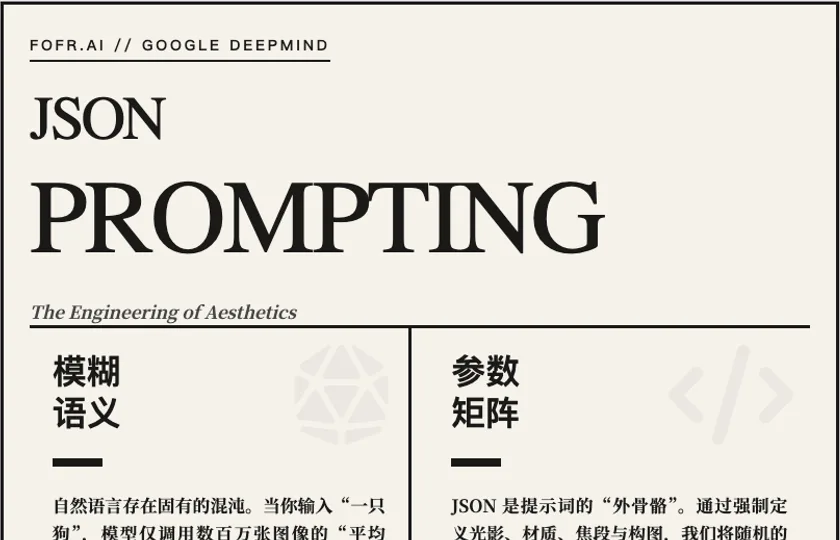 FOFR.AI // GOOGLE DEEPMIND
JSON
PROMPTING
The Engineering of Aesthetics
模糊
语义
自然语言存在固有的混沌。当你输入“一只
狗”，模型仅调用数百万张图像的“平均
参数
矩阵
JSON 是提示词的“外骨骼”。通过强制定
义光影、材质、焦段与构图，我们将随机的